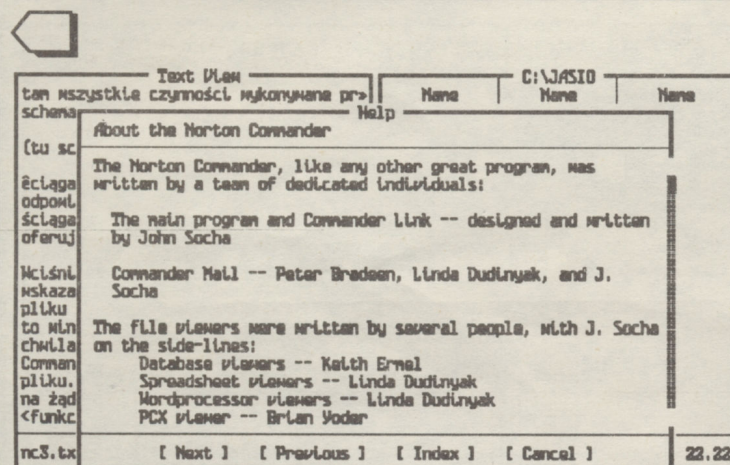 Text View
C:\JASIO
tam wszystkie czynności wykonywane pr»
Name Name Name
schema
Help
About the Norton Commander
(tu sc
The Norton Commander, like any other great program, was
written by a team of dedicated individuals:
êciąga
odpowi
ściąga
The main program and Commander Link -- designed and written
oferuj
by John Socha
Wciśni
Commander Mail -- Peter Bradeen, Linda Dudinyak, and J.
wskaza
Socha
pliku
to win
The file viewers were written by several people, with J. Socha
chwila
on the side-lines:
Comman
Database viewers -- Keith Ermel
pliku.
Spreadsheet viewers -- Linda Dudinyak
na żąd
Wordprocessor viewers -- Linda Dudinyak
<funkc
PCX viewer -- Brian Yoder
nc3.tx
[ Next ] [ Previous ] [ Index ] [ Cancel ]
22.22